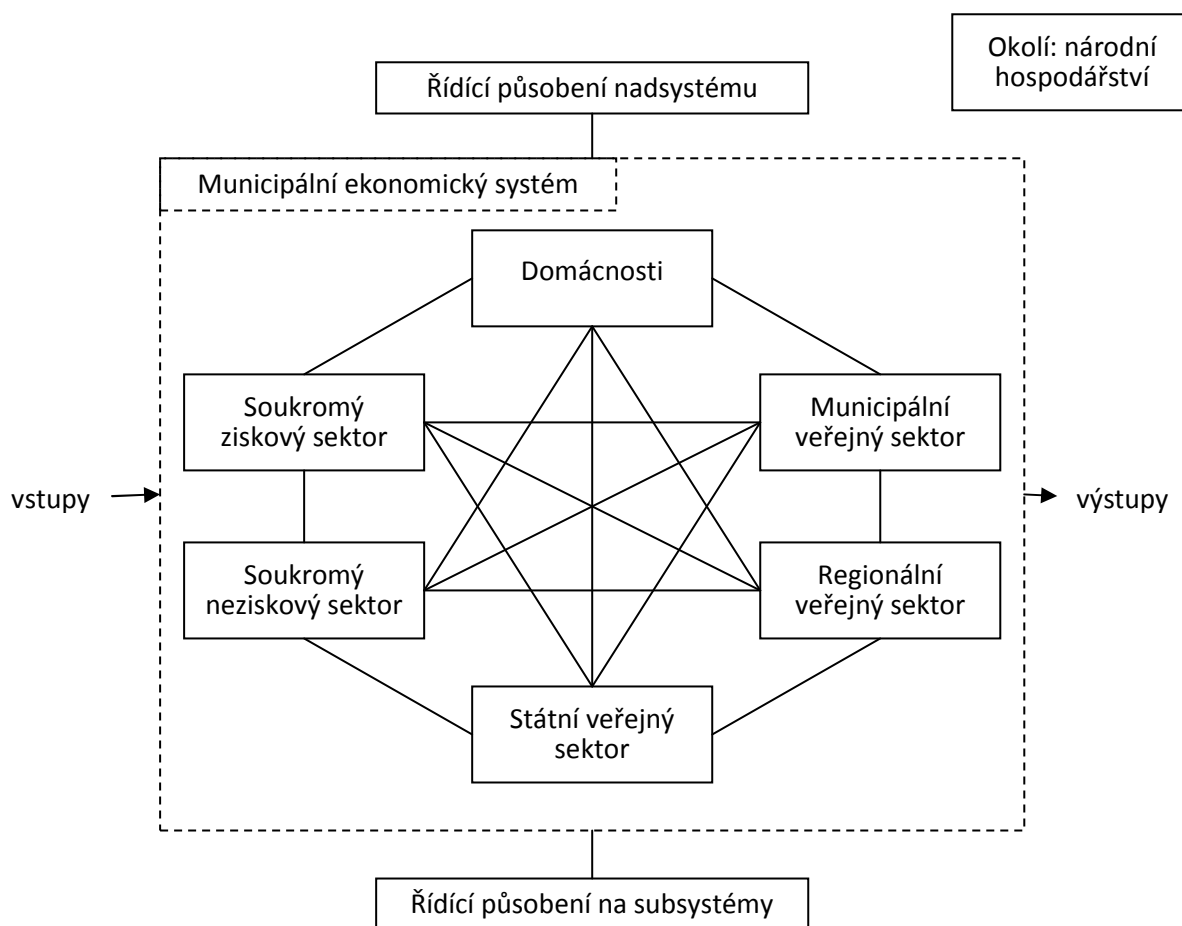 Okolí: národní
hospodářství
Řídící působení nadsystému
Municipální ekonomický systém
Domácnosti
Soukromý
ziskový sektor
Municipální
veřejný sektor
vstupy
výstupy
Soukromý
neziskový sektor
Regionální
veřejný sektor
Státní veřejný
sektor
Řídící působení na subsystémy